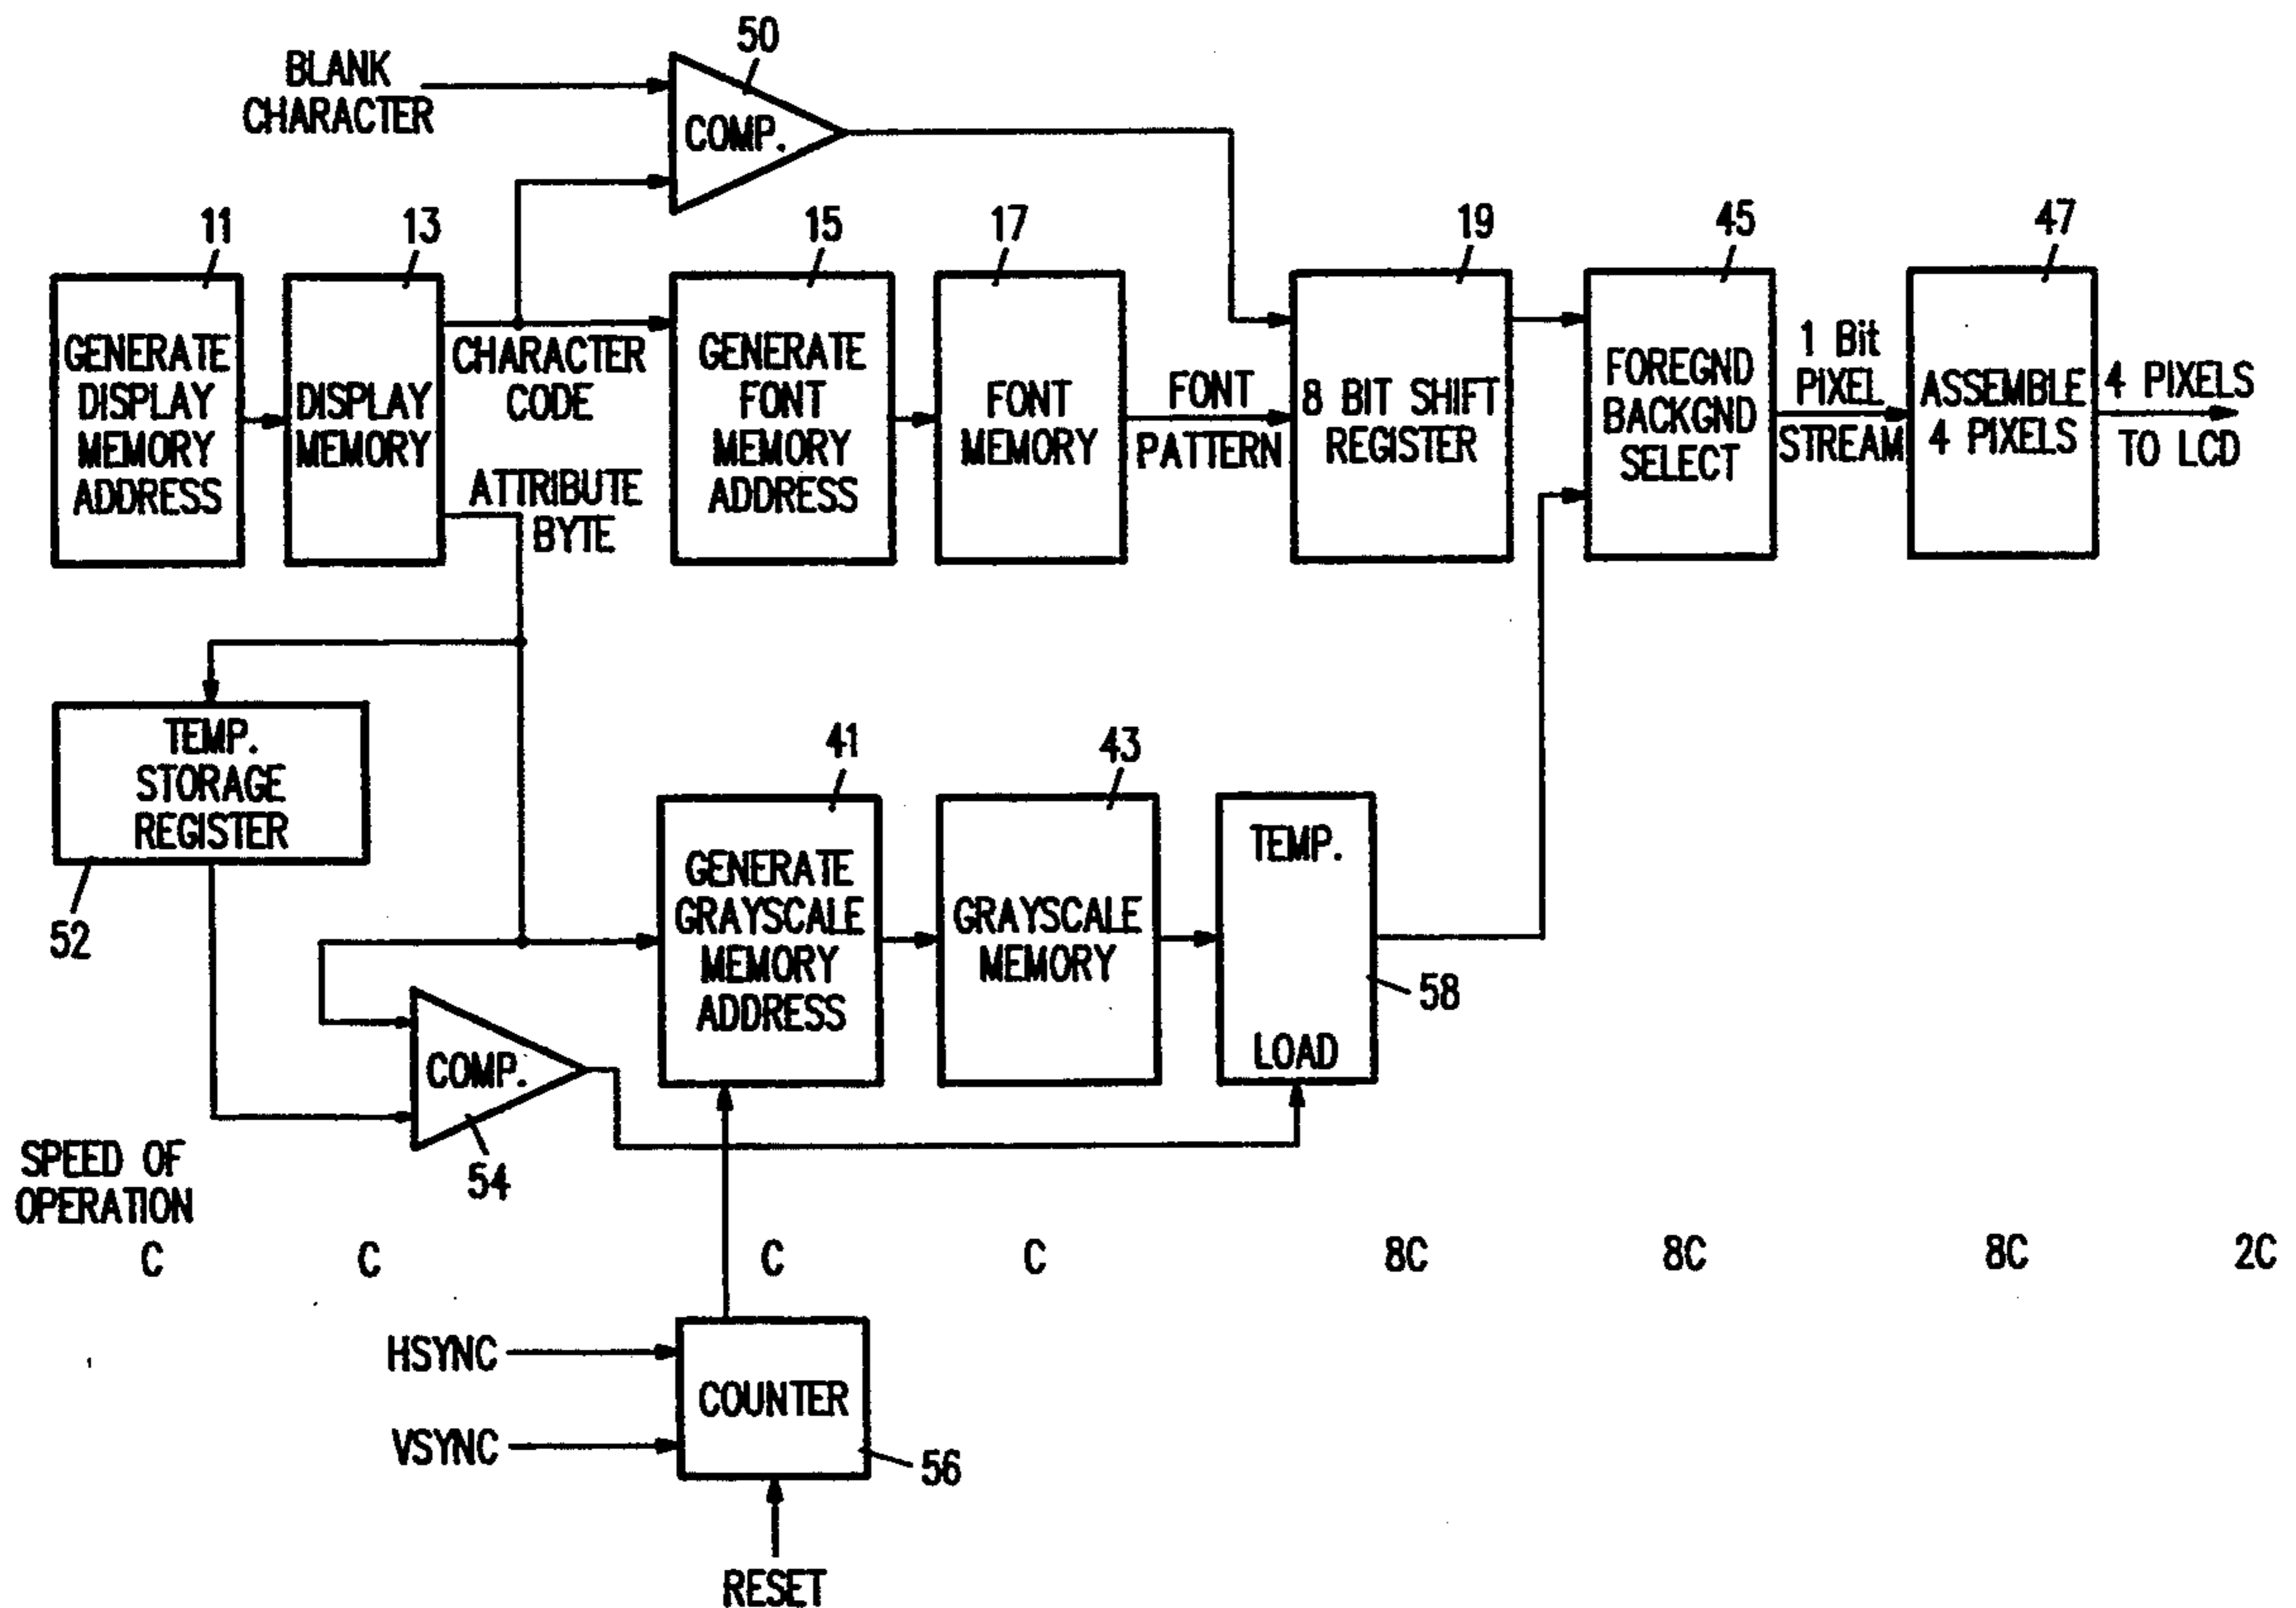 50
BLANK
CHARACTER
COMP.
11
13
15
17
19
45
47
GENERATE
DISPLAY
MEMORY
ADDRESS
DISPLAY
MEMORY
CHARACTER
CODE
ATTRIBUTE
BYTE
GENERATE
FONT
MEMORY
ADDRESS
FONT
MEMORY
FONT
PATTERN
8 BIT SHIFT
REGISTER
FOREGND
BACKGND
SELECT
1 Bit
PIXEL
STREAM
ASSEMBLE
4 PIXELS
4 PIXELS
TO LCD
TEMP.
STORAGE
REGISTER
52
41
43
GENERATE
GRAYSCALE
MEMORY
ADDRESS
GRAYSCALE
MEMORY
TEMP.
LOAD
58
COMP.
54
SPEED OF
OPERATION
C C C C 8C 8C 8C 2C
HSYNC
VSYNC
COUNTER
56
RESET